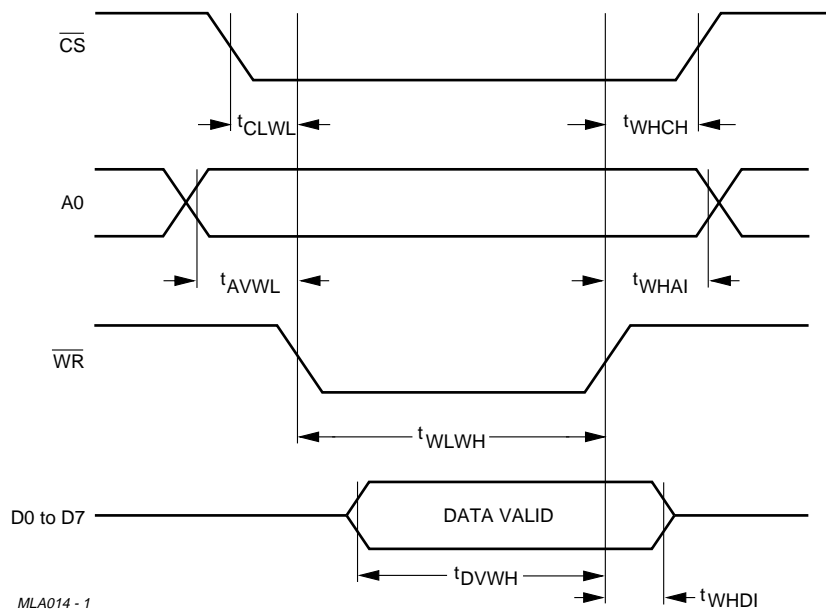 CS
tCLWL
tWHCH
A0
tAVWL
tWHAI
WR
tWLWH
D0 to D7
DATA VALID
tDVWH
tWHDI
MLA014 - 1